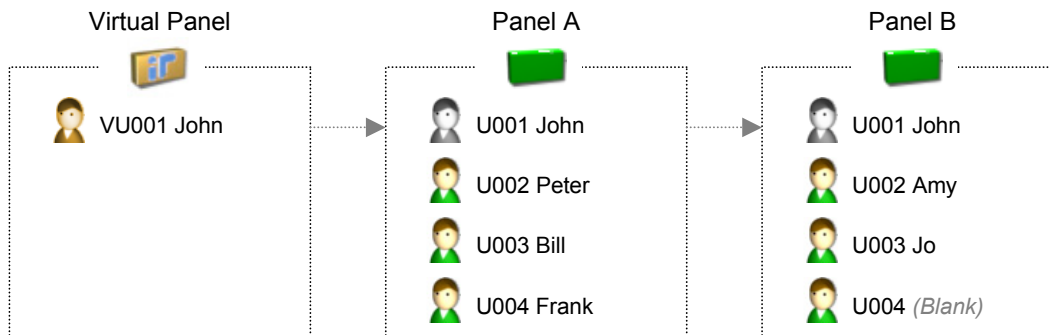 Virtual Panel
Panel A
Panel B
ir
VU001 John
U001 John
U001 John
U002 Peter
U002 Amy
U003 Bill
U003 Jo
U004 Frank
U004 (Blank)